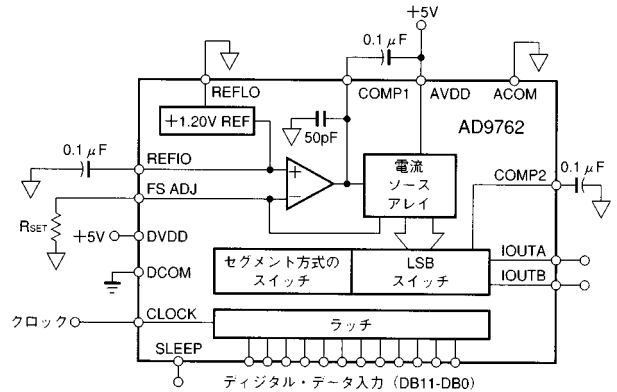 +5V
0.1μF
REFLO
COMP1
AVDD
ACOM
+1.20V REF
50pF
AD9762
0.1μF
REFIO
+
電流
ソース
アレイ
COMP2
0.1μF
FS ADJ
−
RSET
+5V
DVDD
DCOM
セグメント方式の
スイッチ
LSB
スイッチ
IOUTA
IOUTB
クロック
CLOCK
ラッチ
SLEEP
ディジタル・データ入力 (DB11-DB0)